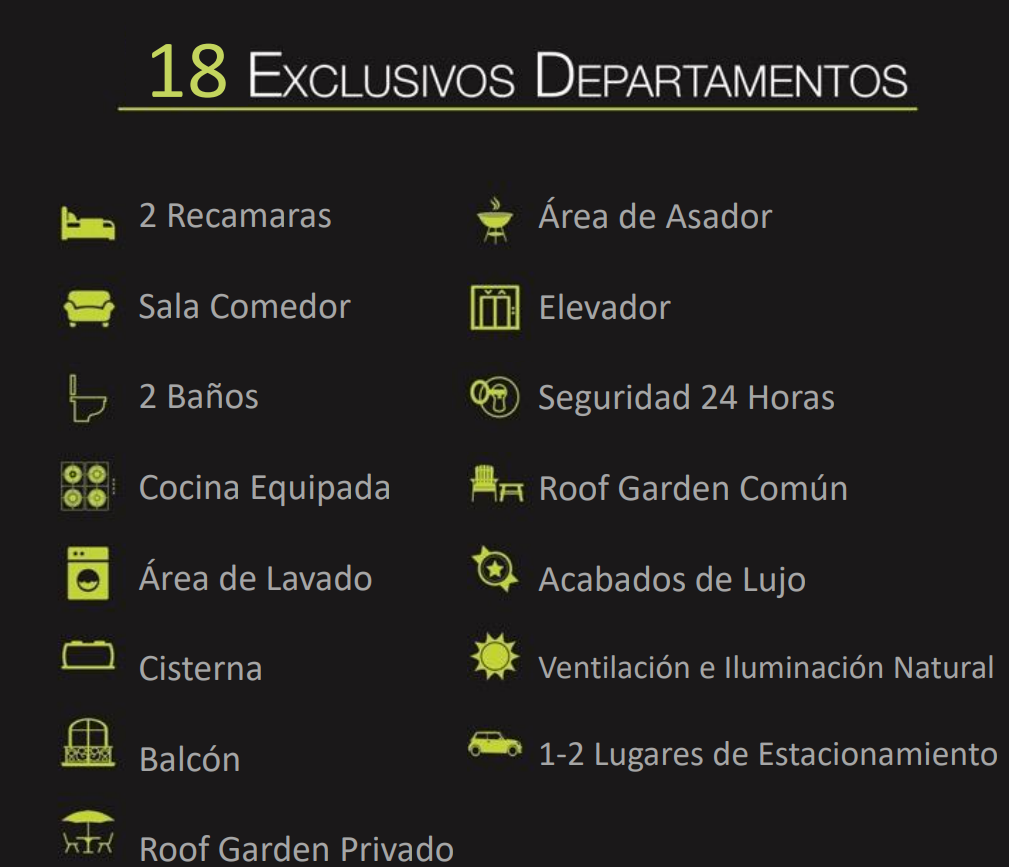 18 EXCLUSIVOS DEPARTAMENTOS
2 Recamaras
Sala Comedor
2 Baños
Cocina Equipada
Área de Lavado
Cisterna
Balcón
Roof Garden Privado
Área de Asador
Elevador
Seguridad 24 Horas
Roof Garden Común
Acabados de Lujo
Ventilación e Iluminación Natural
1-2 Lugares de Estacionamiento